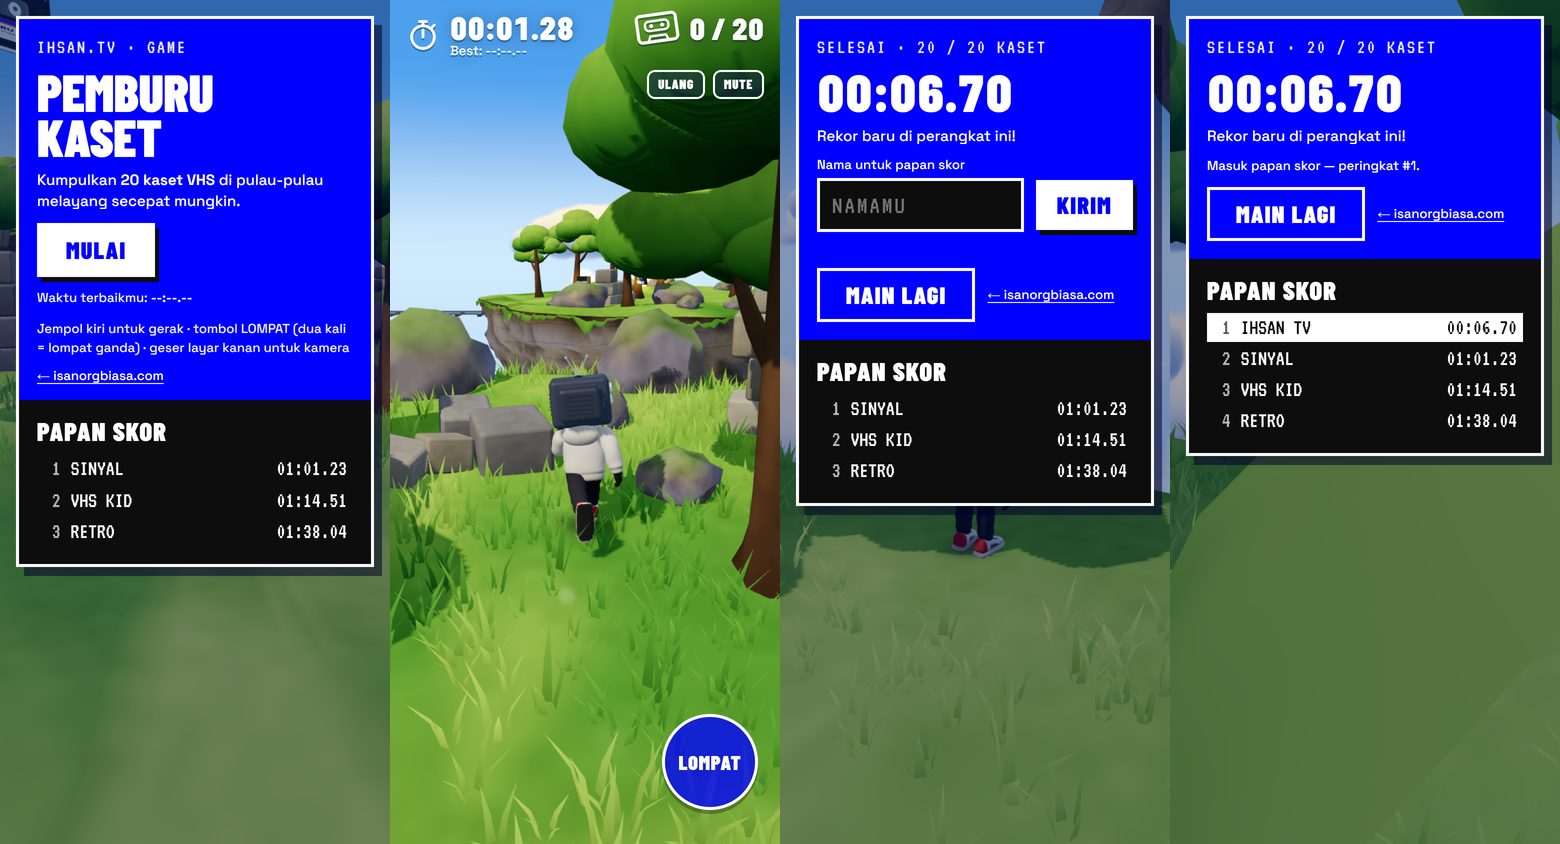 IHSAN.TV · GAME
PEMBURU
KASET
Kumpulkan 20 kaset VHS di pulau-pulau
melayang secepat mungkin.
MULAI
Waktu terbaikmu: --:--.--
Jempol kiri untuk gerak · tombol LOMPAT (dua kali
= lompat ganda) · geser layar kanan untuk kamera
← isanorgbiasa.com
PAPAN SKOR
1 SINYAL 01:01.23
2 VHS KID 01:14.51
3 RETRO 01:38.04
00:01.28
Best: --:--.--
0 / 20
ULANG
MUTE
LOMPAT
SELESAI · 20 / 20 KASET
00:06.70
Rekor baru di perangkat ini!
Nama untuk papan skor
NAMAMU
KIRIM
MAIN LAGI
← isanorgbiasa.com
PAPAN SKOR
1 SINYAL 01:01.23
2 VHS KID 01:14.51
3 RETRO 01:38.04
SELESAI · 20 / 20 KASET
00:06.70
Rekor baru di perangkat ini!
Masuk papan skor — peringkat #1.
MAIN LAGI
← isanorgbiasa.com
PAPAN SKOR
1 IHSAN TV 00:06.70
2 SINYAL 01:01.23
3 VHS KID 01:14.51
4 RETRO 01:38.04